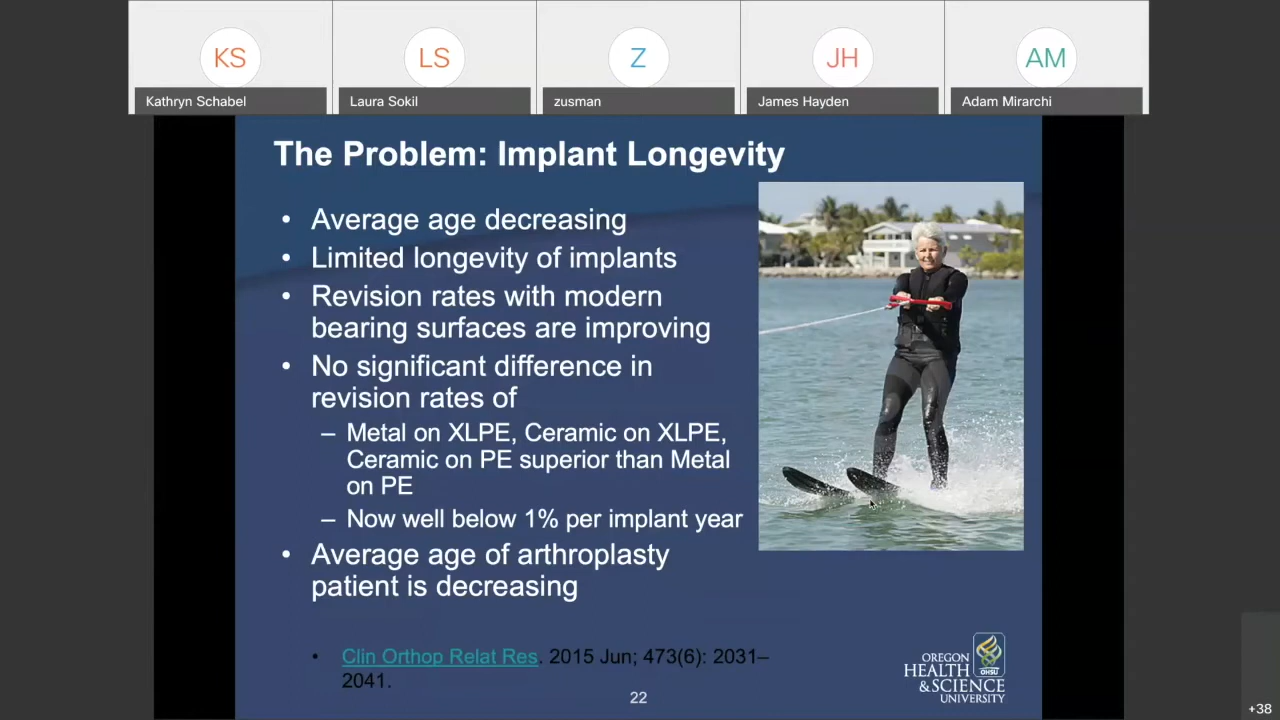 KS
LS
Z
JH
AM
Kathryn Schabel
Laura Sokil
zusman
James Hayden
Adam Mirarchi
The Problem: Implant Longevity
• Average age decreasing
• Limited longevity of implants
• Revision rates with modern
bearing surfaces are improving
• No significant difference in
revision rates of
– Metal on XLPE, Ceramic on XLPE,
Ceramic on PE superior than Metal
on PE
– Now well below 1% per implant year
• Average age of arthroplasty
patient is decreasing
• Clin Orthop Relat Res. 2015 Jun; 473(6): 2031–
2041.
22
OREGON
HEALTH
&SCIENCE
UNIVERSITY
OHSU
+38